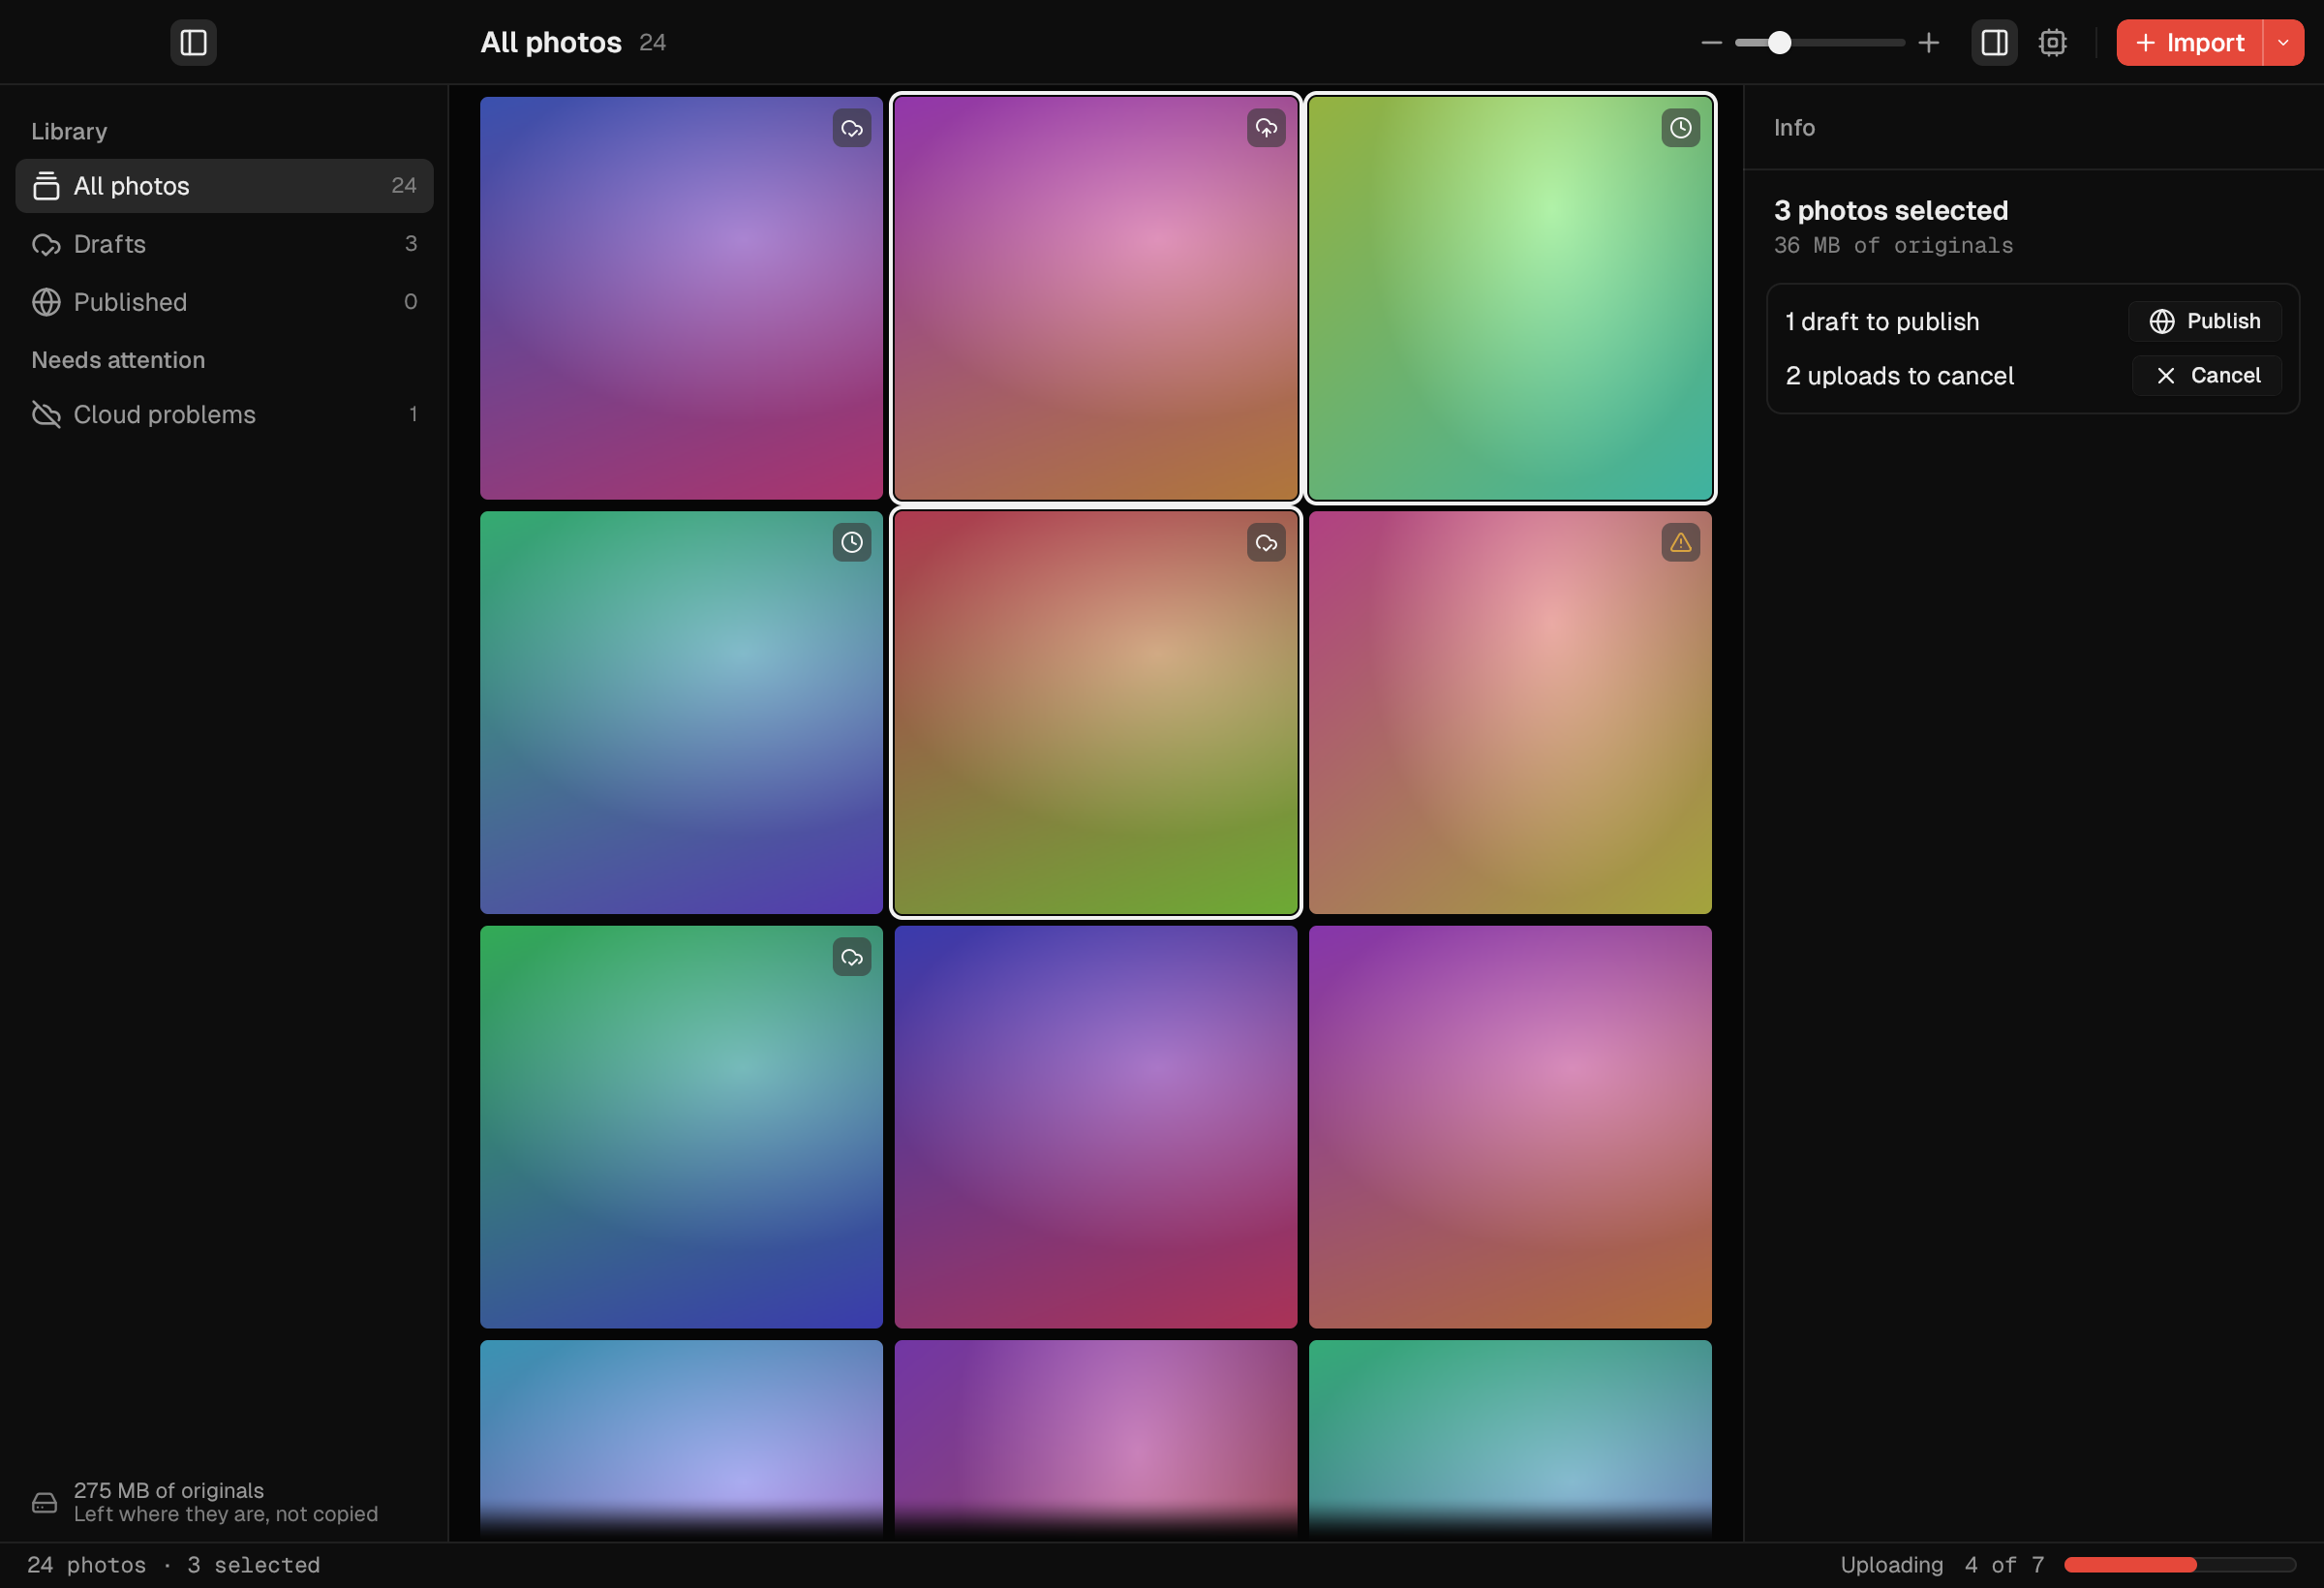 All photos 24
Import
Library
All photos 24
Drafts 3
Published 0
Needs attention
Cloud problems 1
275 MB of originals
Left where they are, not copied
Info
3 photos selected
36 MB of originals
1 draft to publish Publish
2 uploads to cancel Cancel
24 photos · 3 selected
Uploading 4 of 7